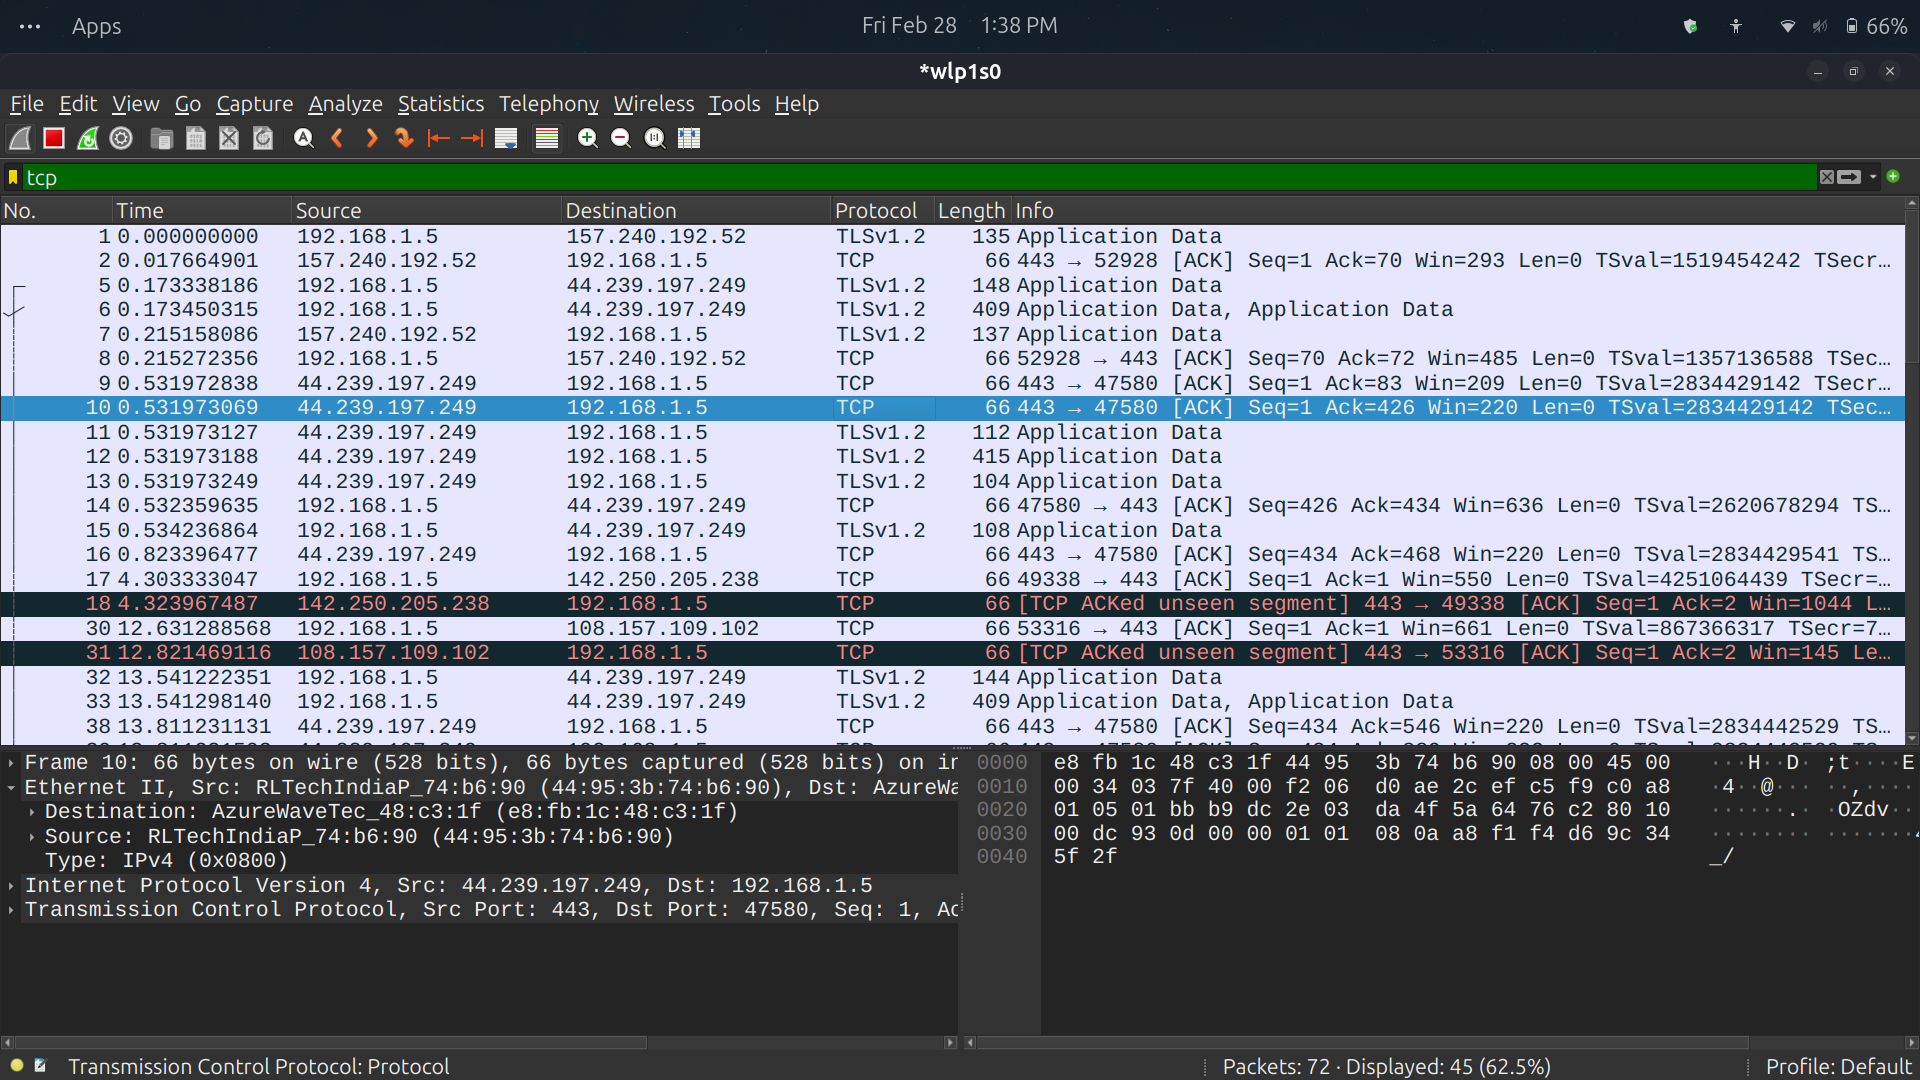 Apps
Fri Feb 28 1:38 PM
66%
*wlp1s0
File Edit View Go Capture Analyze Statistics Telephony Wireless Tools Help
tcp
No. Time Source Destination Protocol Length Info
1 0.000000000 192.168.1.5 157.240.192.52 TLSv1.2 135 Application Data
2 0.017664901 157.240.192.52 192.168.1.5 TCP 66 443 → 52928 [ACK] Seq=1 Ack=70 Win=293 Len=0 TSval=1519454242 TSecr…
5 0.173338186 192.168.1.5 44.239.197.249 TLSv1.2 148 Application Data
6 0.173450315 192.168.1.5 44.239.197.249 TLSv1.2 409 Application Data, Application Data
7 0.215158086 157.240.192.52 192.168.1.5 TLSv1.2 137 Application Data
8 0.215272356 192.168.1.5 157.240.192.52 TCP 66 52928 → 443 [ACK] Seq=70 Ack=72 Win=485 Len=0 TSval=1357136588 TSec…
9 0.531972838 44.239.197.249 192.168.1.5 TCP 66 443 → 47580 [ACK] Seq=1 Ack=83 Win=209 Len=0 TSval=2834429142 TSecr…
10 0.531973069 44.239.197.249 192.168.1.5 TCP 66 443 → 47580 [ACK] Seq=1 Ack=426 Win=220 Len=0 TSval=2834429142 TSec…
11 0.531973127 44.239.197.249 192.168.1.5 TLSv1.2 112 Application Data
12 0.531973188 44.239.197.249 192.168.1.5 TLSv1.2 415 Application Data
13 0.531973249 44.239.197.249 192.168.1.5 TLSv1.2 104 Application Data
14 0.532359635 192.168.1.5 44.239.197.249 TCP 66 47580 → 443 [ACK] Seq=426 Ack=434 Win=636 Len=0 TSval=2620678294 TS…
15 0.534236864 192.168.1.5 44.239.197.249 TLSv1.2 108 Application Data
16 0.823396477 44.239.197.249 192.168.1.5 TCP 66 443 → 47580 [ACK] Seq=434 Ack=468 Win=220 Len=0 TSval=2834429541 TS…
17 4.303333047 192.168.1.5 142.250.205.238 TCP 66 49338 → 443 [ACK] Seq=1 Ack=1 Win=550 Len=0 TSval=4251064439 TSecr=…
18 4.323967487 142.250.205.238 192.168.1.5 TCP 66 [TCP ACKed unseen segment] 443 → 49338 [ACK] Seq=1 Ack=2 Win=1044 L…
30 12.631288568 192.168.1.5 108.157.109.102 TCP 66 53316 → 443 [ACK] Seq=1 Ack=1 Win=661 Len=0 TSval=867366317 TSecr=7…
31 12.821469116 108.157.109.102 192.168.1.5 TCP 66 [TCP ACKed unseen segment] 443 → 53316 [ACK] Seq=1 Ack=2 Win=145 Le…
32 13.541222351 192.168.1.5 44.239.197.249 TLSv1.2 144 Application Data
33 13.541298140 192.168.1.5 44.239.197.249 TLSv1.2 409 Application Data, Application Data
38 13.811231131 44.239.197.249 192.168.1.5 TCP 66 443 → 47580 [ACK] Seq=434 Ack=546 Win=220 Len=0 TSval=2834442529 TS…
Frame 10: 66 bytes on wire (528 bits), 66 bytes captured (528 bits) on in
Ethernet II, Src: RLTechIndiaP_74:b6:90 (44:95:3b:74:b6:90), Dst: AzureWa
Destination: AzureWaveTec_48:c3:1f (e8:fb:1c:48:c3:1f)
Source: RLTechIndiaP_74:b6:90 (44:95:3b:74:b6:90)
Type: IPv4 (0x0800)
Internet Protocol Version 4, Src: 44.239.197.249, Dst: 192.168.1.5
Transmission Control Protocol, Src Port: 443, Dst Port: 47580, Seq: 1, Ac
0000 e8 fb 1c 48 c3 1f 44 95 3b 74 b6 90 08 00 45 00 ···H··D· ;t····E·
0010 00 34 03 7f 40 00 f2 06 d0 ae 2c ef c5 f9 c0 a8 ·4··@··· ··,·····
0020 01 05 01 bb b9 dc 2e 03 da 4f 5a 64 76 c2 80 10 ······.· ·OZdv···
0030 00 dc 93 0d 00 00 01 01 08 0a a8 f1 f4 d6 9c 34 ········ ·······4
0040 5f 2f _/
Transmission Control Protocol: Protocol
Packets: 72 · Displayed: 45 (62.5%)
Profile: Default